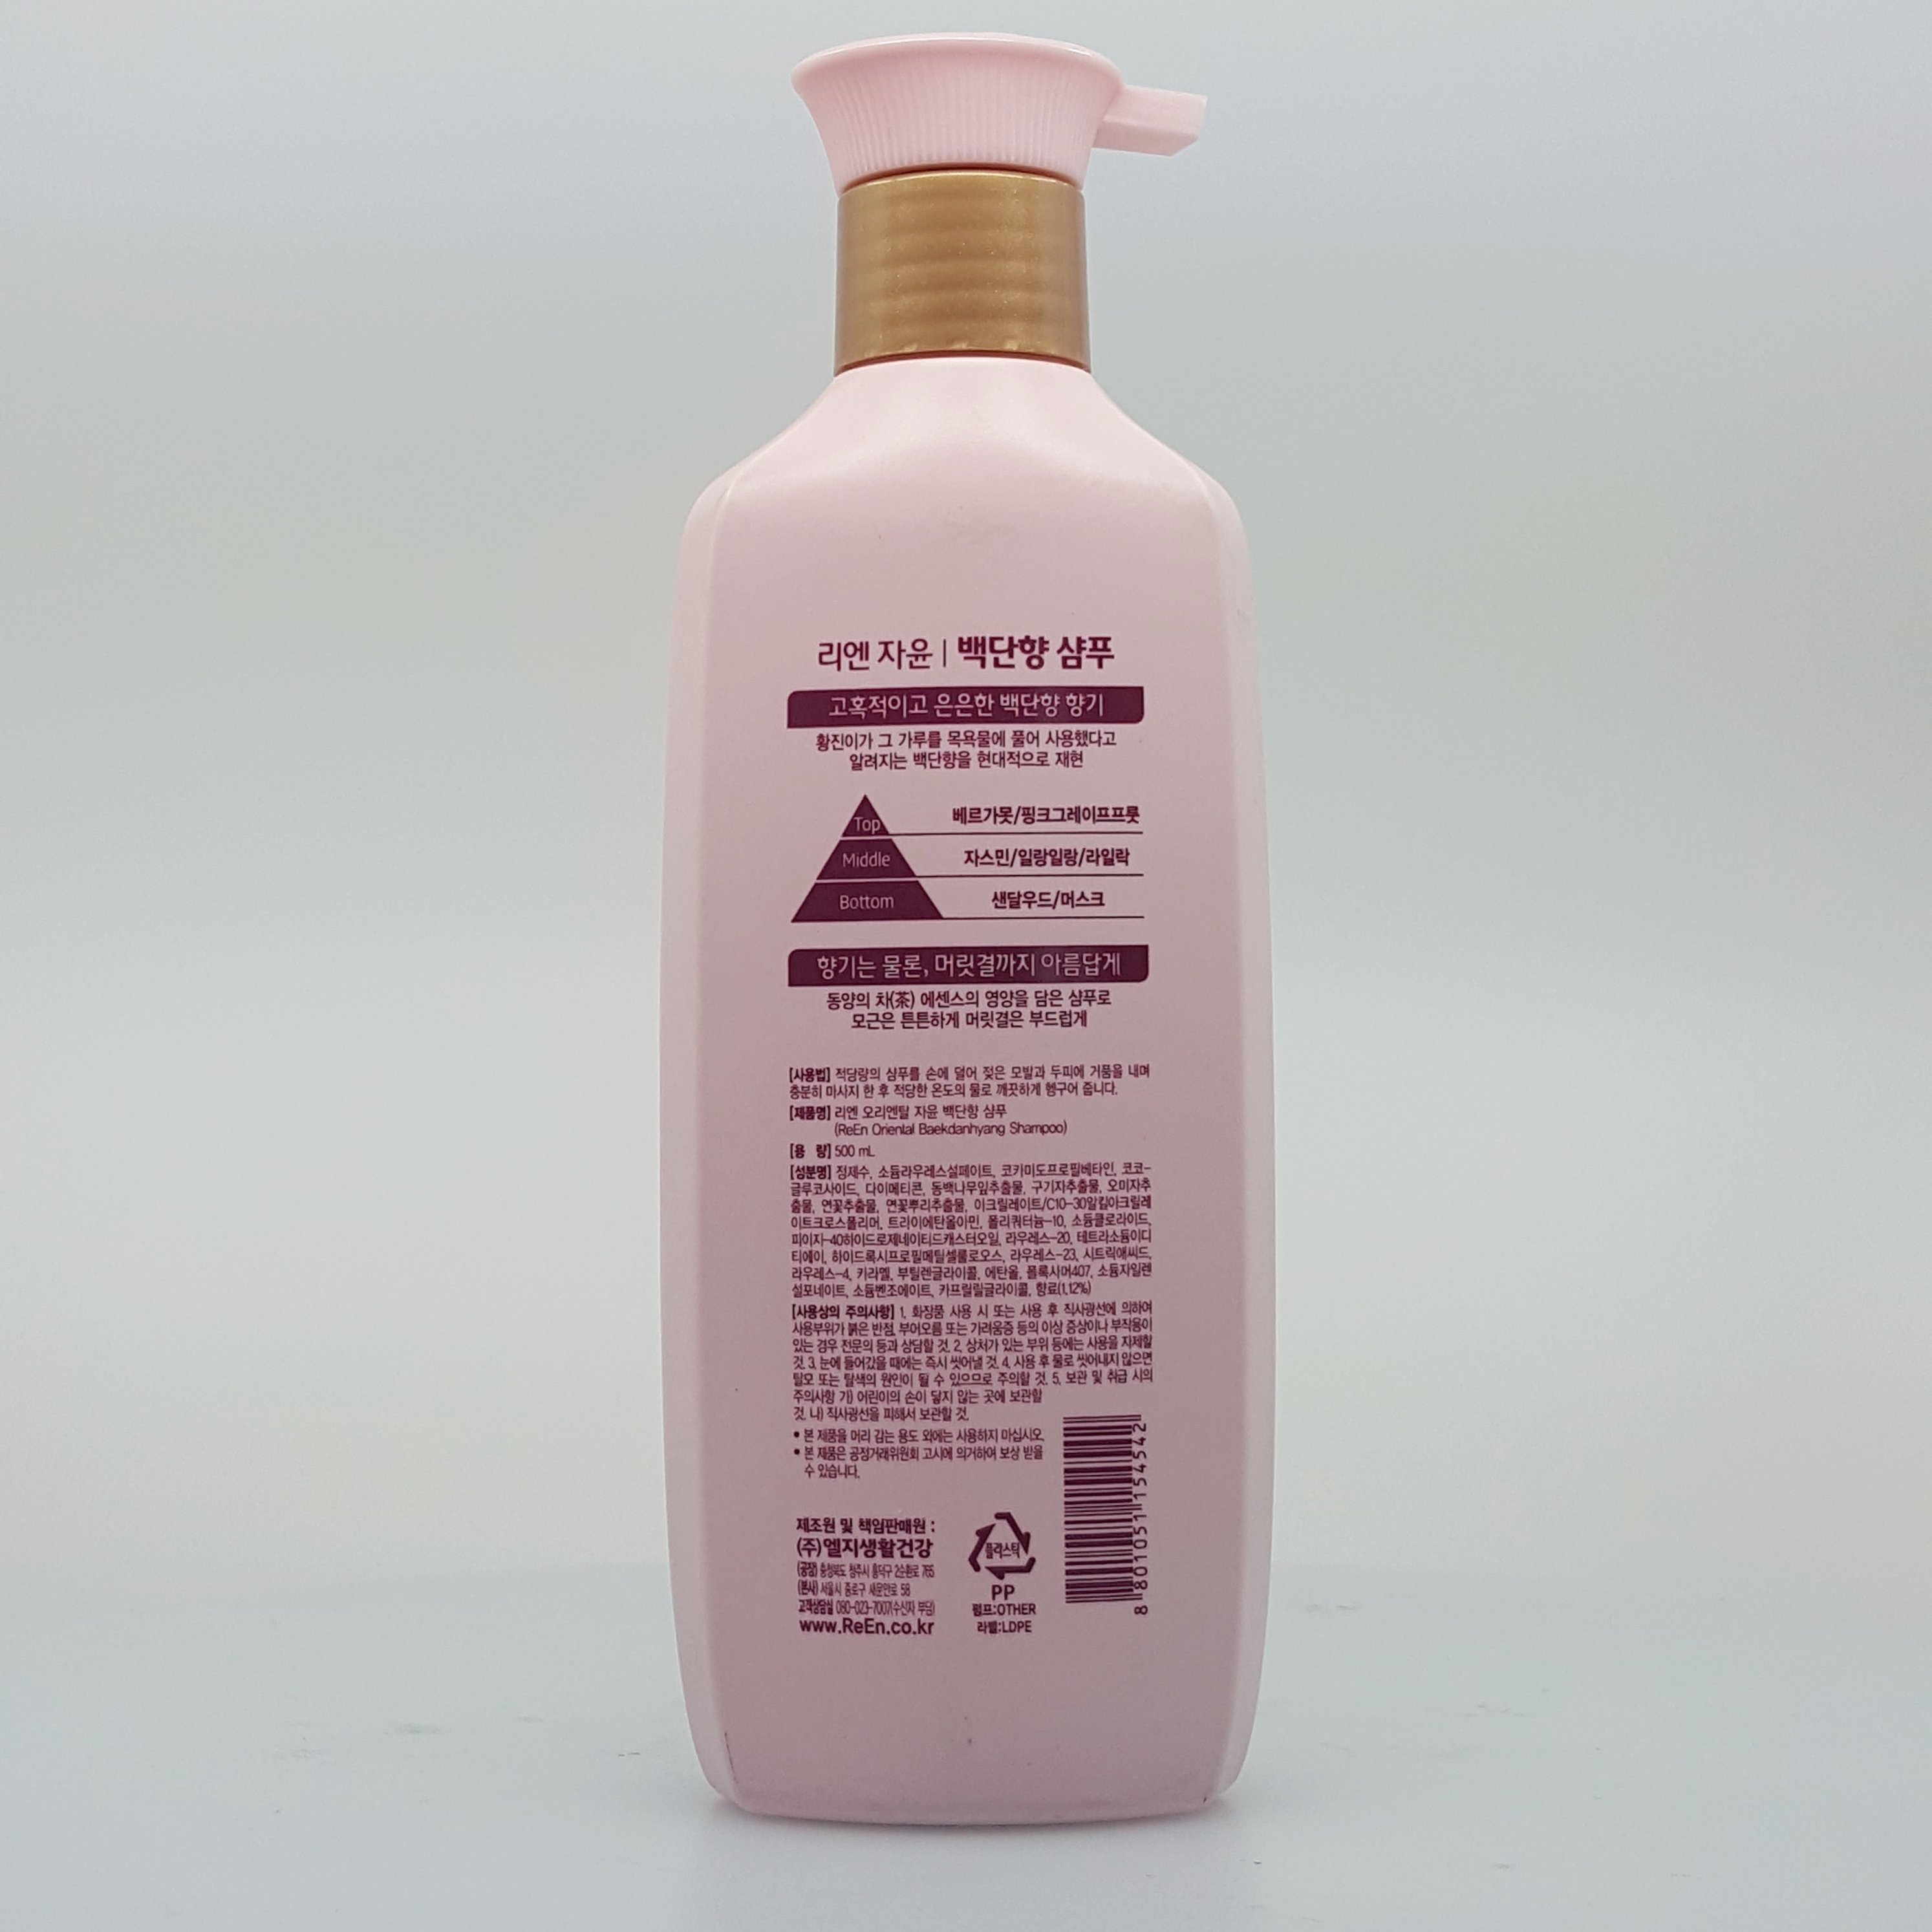 리엔 자윤 | 백단향 샴푸
고혹적이고 은은한 백단향 향기
황진이가 그 가루를 목욕물에 풀어 사용했다고
알려지는 백단향을 현대적으로 재현
Top 베르가못/핑크그레이프프룻
Middle 자스민/일랑일랑/라일락
Bottom 샌달우드/머스크
향기는 물론, 머릿결까지 아름답게
동양의 차(茶) 에센스의 영양을 담은 샴푸로
모근은 튼튼하게 머릿결은 부드럽게
[사용법] 적당량의 샴푸를 손에 덜어 젖은 모발과 두피에 거품을 내며
충분히 마사지 한 후 적당한 온도의 물로 깨끗하게 헹구어 줍니다.
[제품명] 리엔 오리엔탈 자윤 백단향 샴푸
(ReEn Oriental Baekdanhyang Shampoo)
[용 량] 500 mL
[성분명] 정제수, 소듐라우레스설페이트, 코카미도프로필베타인, 코코-
글루코사이드, 다이메티콘, 동백나무잎추출물, 구기자추출물, 오미자추
출물, 연꽃추출물, 연꽃뿌리추출물, 아크릴레이트/C10-30알킬아크릴레
이트크로스폴리머, 트라이에탄올아민, 폴리쿼터늄-10, 소듐클로라이드,
피이지-40하이드로제네이티드캐스터오일, 라우레스-20, 테트라소듐이디
티에이, 하이드록시프로필메틸셀룰로오스, 라우레스-23, 시트릭애씨드,
라우레스-4, 카라멜, 부틸렌글라이콜, 에탄올, 폴록사머407, 소듐자일렌
설포네이트, 소듐벤조에이트, 카프릴릴글라이콜, 향료(1.12%)
[사용상의 주의사항] 1. 화장품 사용 시 또는 사용 후 직사광선에 의하여
사용부위가 붉은 반점, 부어오름 또는 가려움증 등의 이상 증상이나 부작용이
있는 경우 전문의 등과 상담할 것. 2. 상처가 있는 부위 등에는 사용을 자제할
것. 3. 눈에 들어갔을 때에는 즉시 씻어낼 것. 4. 사용 후 물로 씻어내지 않으면
탈모 또는 탈색의 원인이 될 수 있으므로 주의할 것. 5. 보관 및 취급 시의
주의사항 가) 어린이의 손이 닿지 않는 곳에 보관할
것. 나) 직사광선을 피해서 보관할 것.
• 본 제품을 머리 감는 용도 외에는 사용하지 마십시오.
• 본 제품은 공정거래위원회 고시에 의거하여 보상 받을
수 있습니다.
제조원 및 책임판매원 :
(주)엘지생활건강
(공장) 충청북도 청주시 흥덕구 2순환로 765
(본사) 서울시 종로구 새문안로 58
고객상담실 080-023-7007(수신자 부담)
www.ReEn.co.kr
플라스틱
PP
펌프:OTHER
라벨:LDPE
8 801051 154542